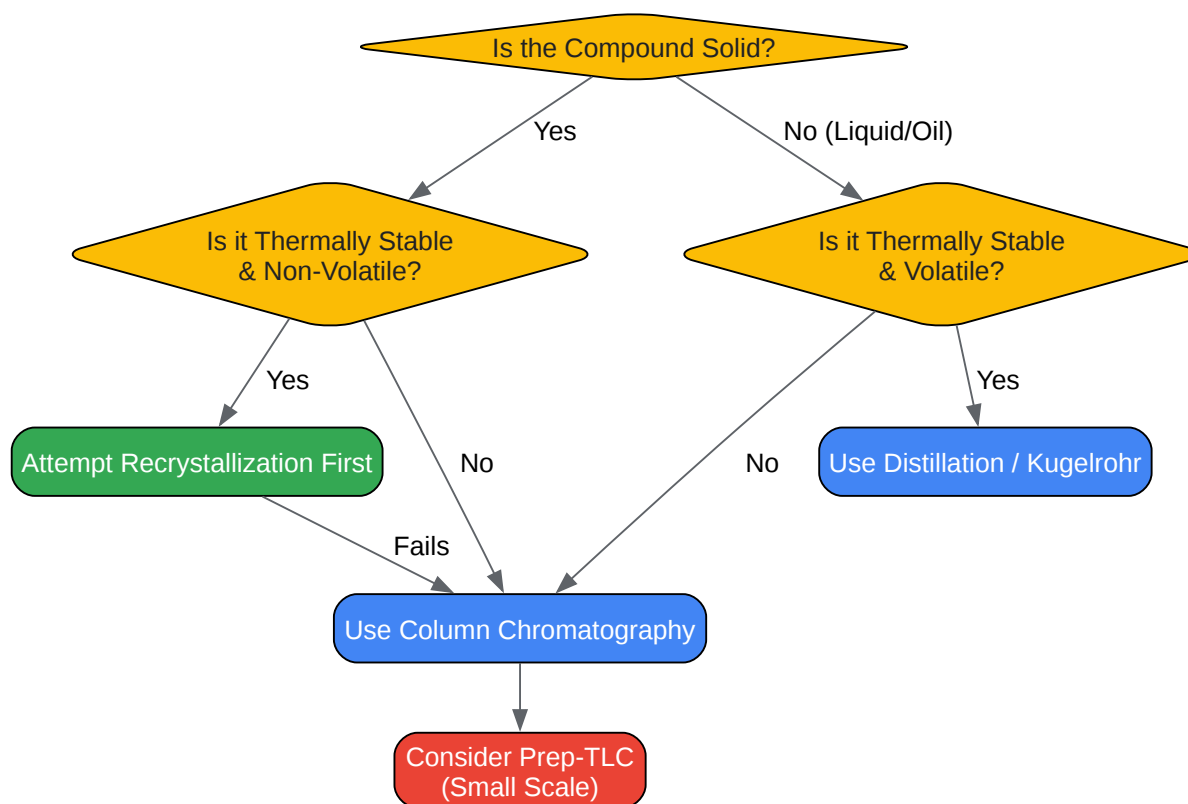 Is the Compound Solid?
Yes
No (Liquid/Oil)
Is it Thermally Stable
& Non-Volatile?
Is it Thermally Stable
& Volatile?
Yes
No
No
Yes
Attempt Recrystallization First
Use Distillation / Kugelrohr
Fails
Use Column Chromatography
Consider Prep-TLC
(Small Scale)